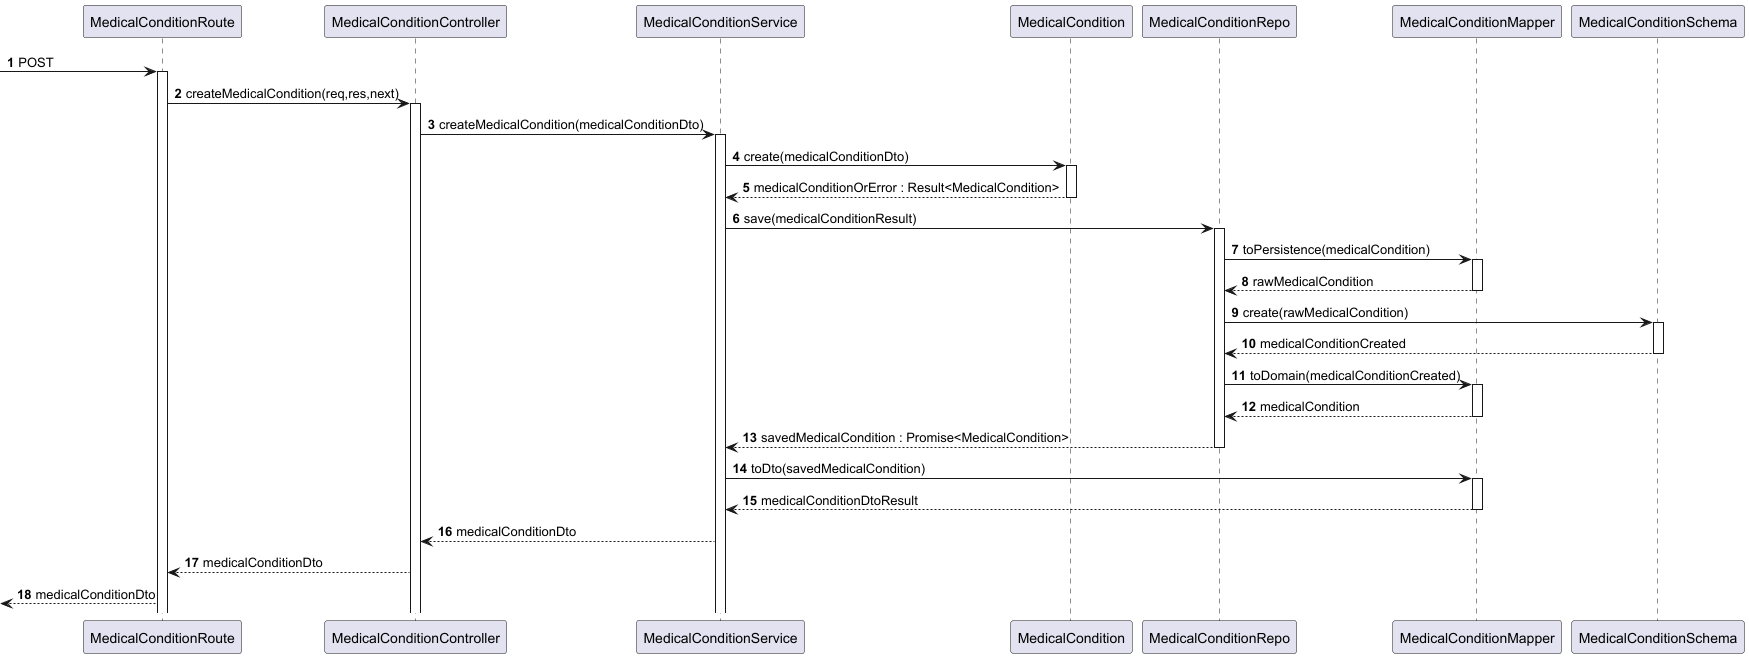 MedicalConditionRoute
MedicalConditionController
MedicalConditionService
MedicalCondition
MedicalConditionRepo
MedicalConditionMapper
MedicalConditionSchema
1 POST
2 createMedicalCondition(req,res,next)
3 createMedicalCondition(medicalConditionDto)
4 create(medicalConditionDto)
5 medicalConditionOrError : Result<MedicalCondition>
6 save(medicalConditionResult)
7 toPersistence(medicalCondition)
8 rawMedicalCondition
9 create(rawMedicalCondition)
10 medicalConditionCreated
11 toDomain(medicalConditionCreated)
12 medicalCondition
13 savedMedicalCondition : Promise<MedicalCondition>
14 toDto(savedMedicalCondition)
15 medicalConditionDtoResult
16 medicalConditionDto
17 medicalConditionDto
18 medicalConditionDto
MedicalConditionRoute
MedicalConditionController
MedicalConditionService
MedicalCondition
MedicalConditionRepo
MedicalConditionMapper
MedicalConditionSchema